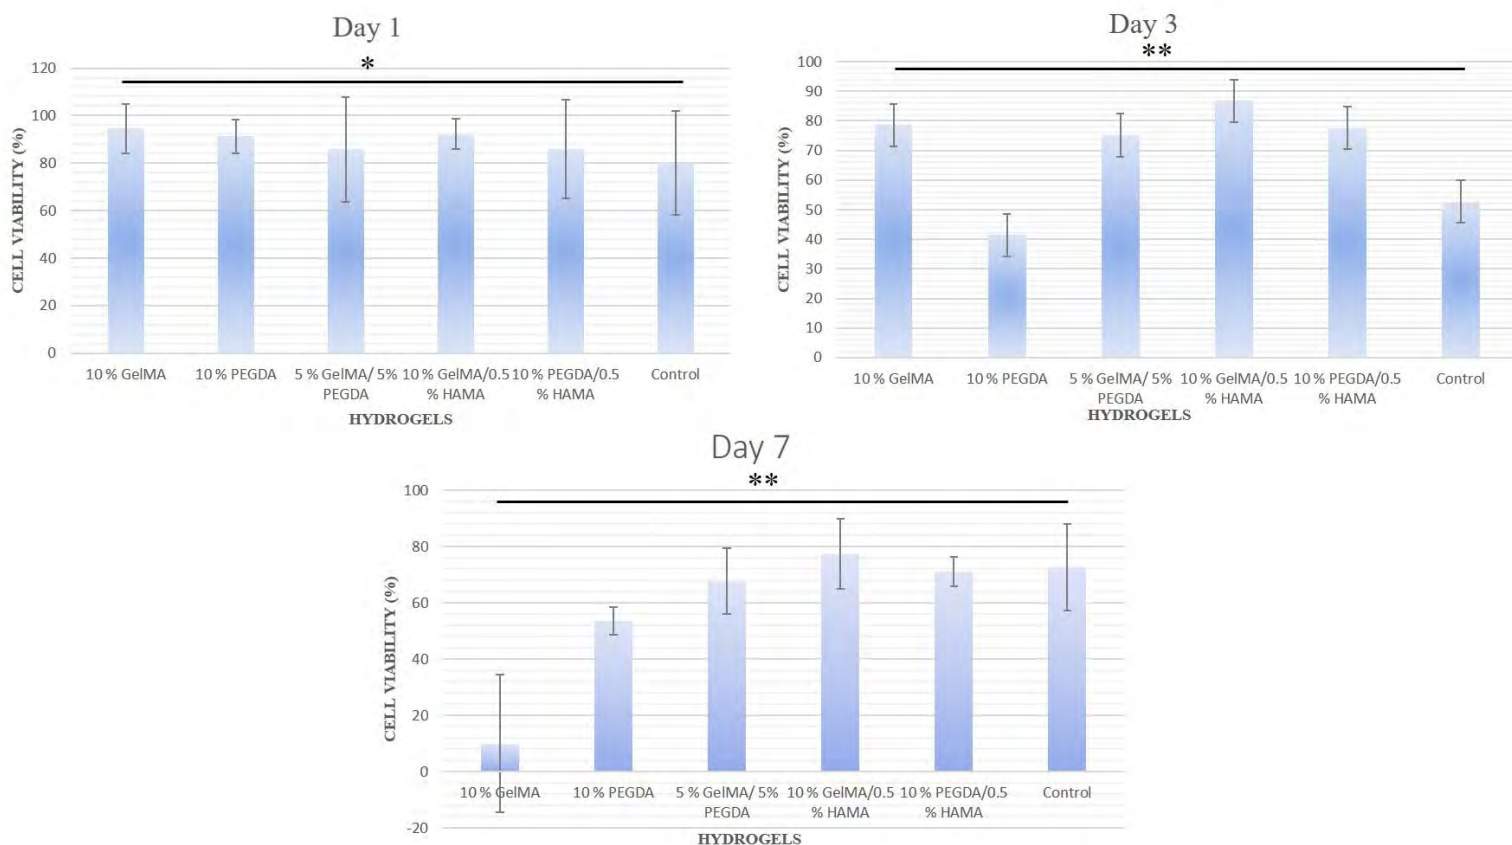 Day 1
*
120
100
80
60
40
20
0
CELL VIABILITY (%)
10 % GelMA 10 % PEGDA 5 % GelMA/ 5% 10 % GelMA/0.5 10 % PEGDA/0.5 Control
PEGDA % HAMA % HAMA
HYDROGELS
Day 3
**
100
90
80
70
60
50
40
30
20
10
0
CELL VIABILITY (%)
10 % GelMA 10 % PEGDA 5 % GelMA/ 5% 10 % GelMA/0.5 10 % PEGDA/0.5 Control
PEGDA % HAMA % HAMA
HYDROGELS
Day 7
**
100
80
60
40
20
0
-20
CELL VIABILITY (%)
10 % GelMA 10 % PEGDA 5 % GelMA/ 5% 10 % GelMA/0.5 10 % PEGDA/0.5 Control
PEGDA % HAMA % HAMA
HYDROGELS